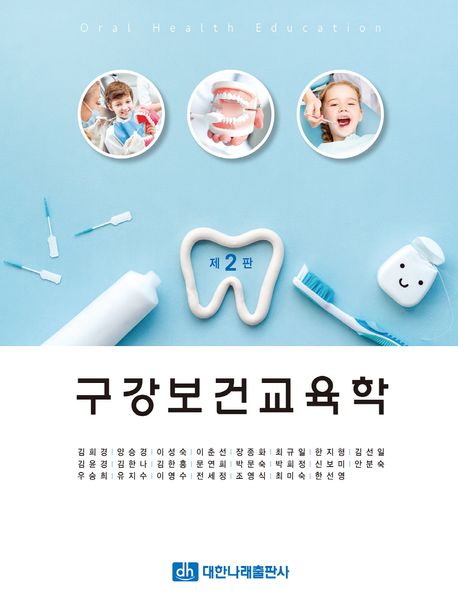 Oral Health Education
제 2 판
구강보건교육학
김희경 | 양승경 | 이성숙 | 이춘선 | 장종화 | 최규일 | 한지형 | 김선일
김윤경 | 김한나 | 김한홍 | 문연희 | 박문숙 | 박희정 | 신보미 | 안분숙
우승희 | 유지수 | 이영수 | 전세정 | 조영식 | 최미숙 | 한선영
dh 대한나래출판사